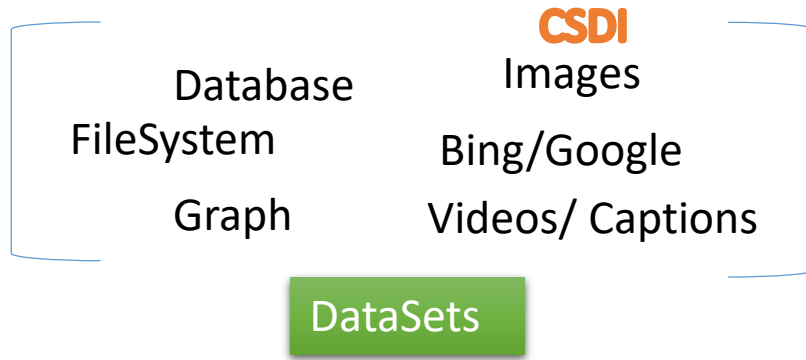 CSDI
Images
Database
FileSystem
Bing/Google
Graph
Videos/ Captions
DataSets